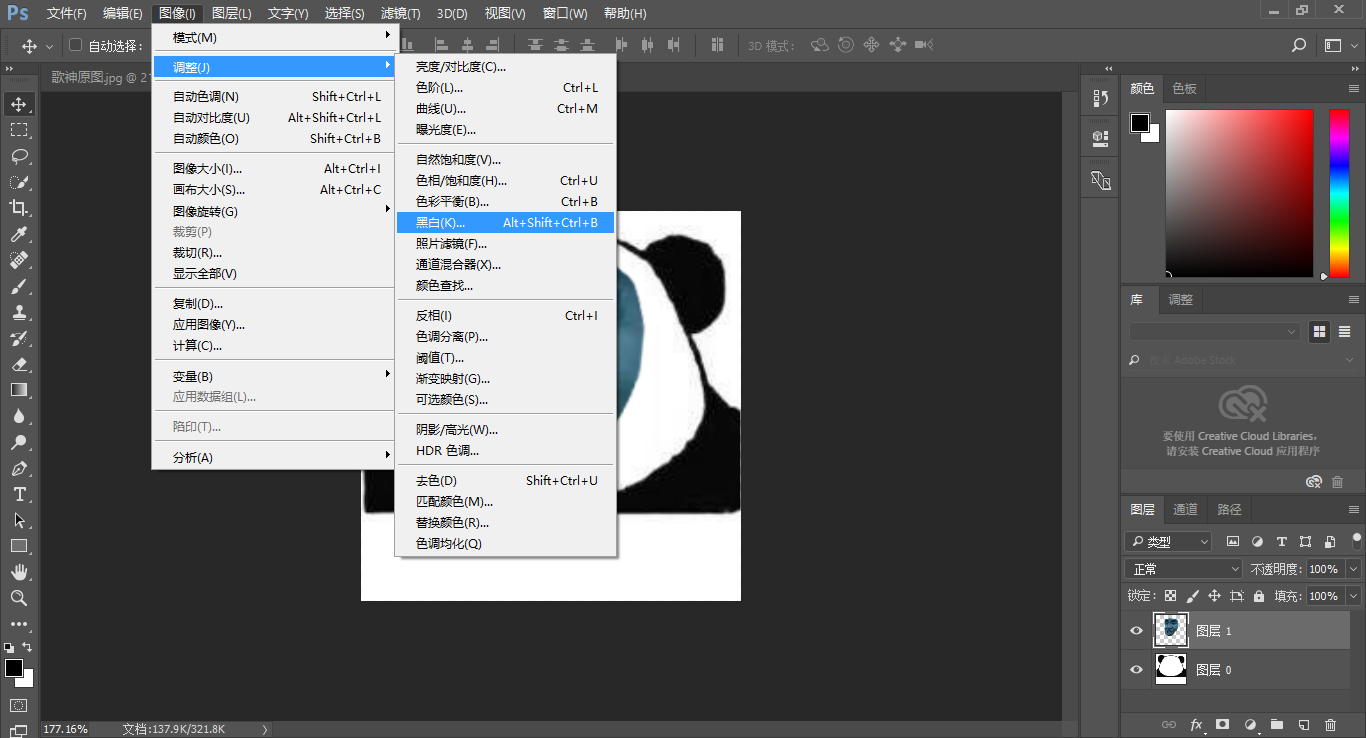 Ps 文件(F) 编辑(E) 图像(I) 图层(L) 文字(Y) 选择(S) 滤镜(T) 3D(D) 视图(V) 窗口(W) 帮助(H)
自动选择:
3D 模式:
歌神原图.jpg @ 21
模式(M)
调整(J)
自动色调(N) Shift+Ctrl+L
自动对比度(U) Alt+Shift+Ctrl+L
自动颜色(O) Shift+Ctrl+B
图像大小(I)... Alt+Ctrl+I
画布大小(S)... Alt+Ctrl+C
图像旋转(G)
裁剪(P)
裁切(R)...
显示全部(V)
复制(D)...
应用图像(Y)...
计算(C)...
变量(B)
应用数据组(L)...
陷印(T)...
分析(A)
亮度/对比度(C)...
色阶(L)... Ctrl+L
曲线(U)... Ctrl+M
曝光度(E)...
自然饱和度(V)...
色相/饱和度(H)... Ctrl+U
色彩平衡(B)... Ctrl+B
黑白(K)... Alt+Shift+Ctrl+B
照片滤镜(F)...
通道混合器(X)...
颜色查找...
反相(I) Ctrl+I
色调分离(P)...
阈值(T)...
渐变映射(G)...
可选颜色(S)...
阴影/高光(W)...
HDR 色调...
去色(D) Shift+Ctrl+U
匹配颜色(M)...
替换颜色(R)...
色调均化(Q)
颜色 色板
库 调整
搜索 Adobe Stock
要使用 Creative Cloud Libraries,
请安装 Creative Cloud 应用程序
图层 通道 路径
类型
正常 不透明度: 100%
锁定: 填充: 100%
图层 1
图层 0
177.16% 文档:137.9K/321.8K